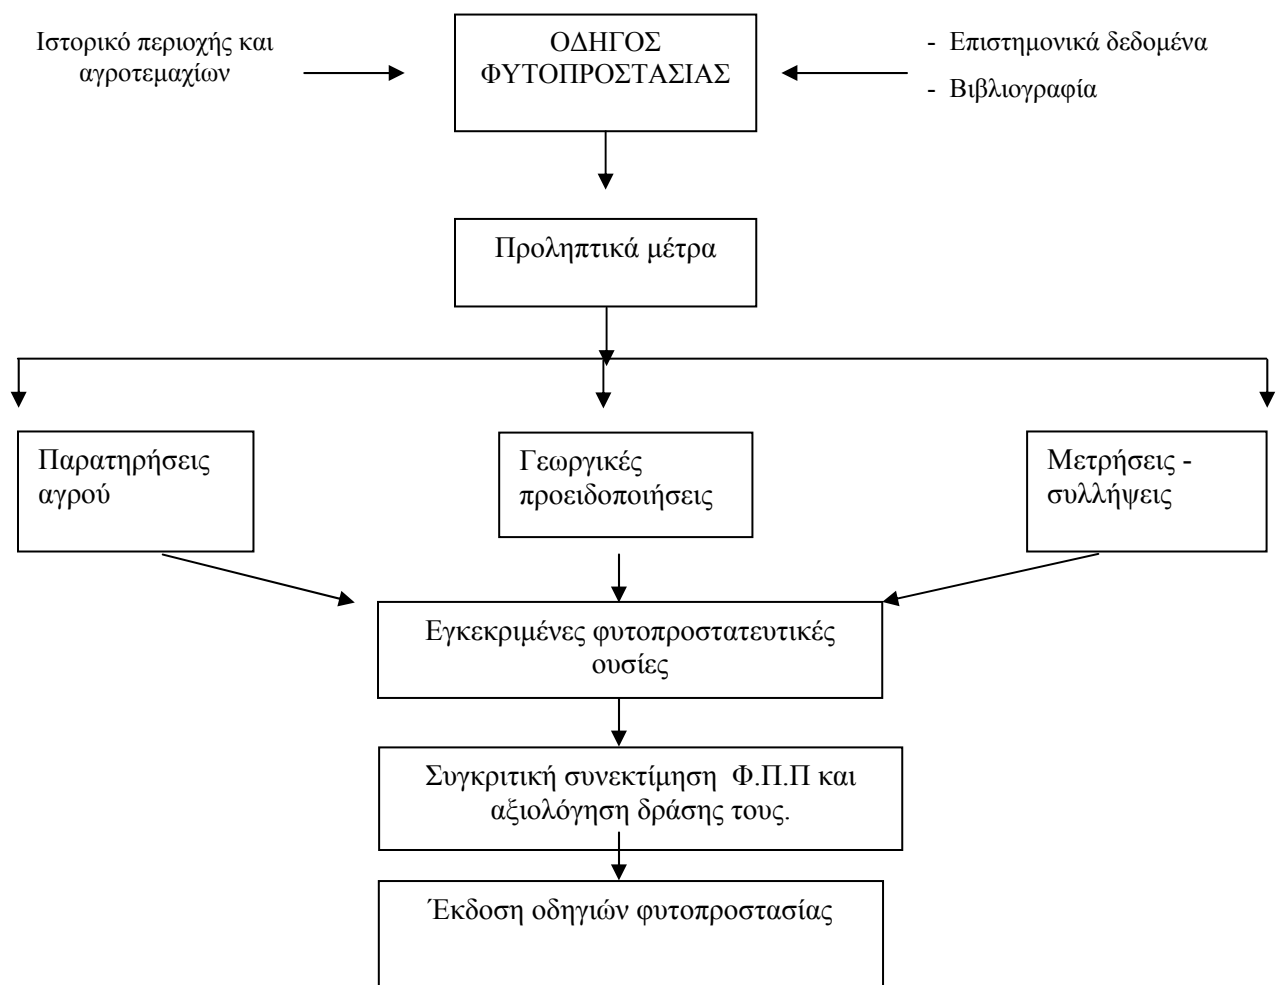 Ιστορικό περιοχής και
αγροτεμαχίων
ΟΔΗΓΟΣ
ΦΥΤΟΠΡΟΣΤΑΣΙΑΣ
- Επιστημονικά δεδομένα
- Βιβλιογραφία
Προληπτικά μέτρα
Παρατηρήσεις
αγρού
Γεωργικές
προειδοποιήσεις
Μετρήσεις -
συλλήψεις
Εγκεκριμένες φυτοπροστατευτικές
ουσίες
Συγκριτική συνεκτίμηση Φ.Π.Π και
αξιολόγηση δράσης τους.
Έκδοση οδηγιών φυτοπροστασίας